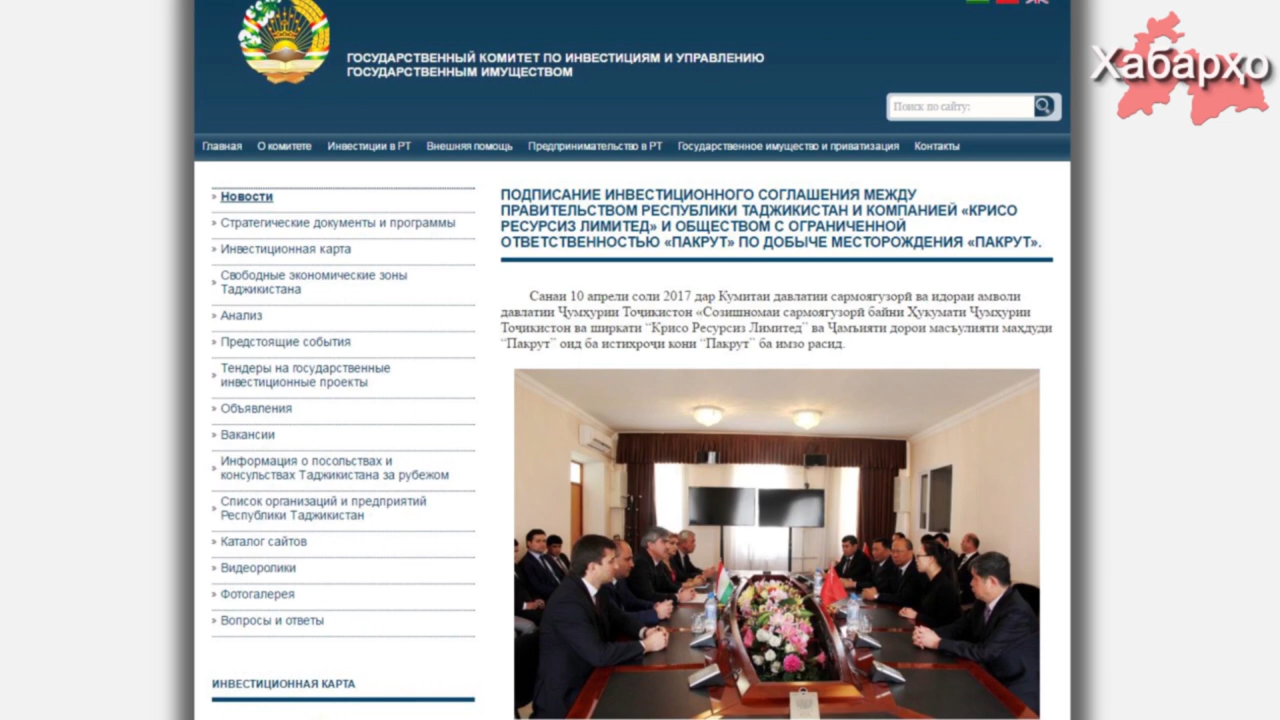 Хабарҳо
ГОСУДАРСТВЕННЫЙ КОМИТЕТ ПО ИНВЕСТИЦИЯМ И УПРАВЛЕНИЮ
ГОСУДАРСТВЕННЫМ ИМУЩЕСТВОМ
Поиск по сайту:
Главная О комитете Инвестиции в РТ Внешняя помощь Предпринимательство в РТ Государственное имущество и приватизация Контакты
» Новости
» Стратегические документы и программы
» Инвестиционная карта
» Свободные экономические зоны
Таджикистана
» Анализ
» Предстоящие события
» Тендеры на государственные
инвестиционные проекты
» Объявления
» Вакансии
» Информация о посольствах и
консульствах Таджикистана за рубежом
» Список организаций и предприятий
Республики Таджикистан
» Каталог сайтов
» Видеоролики
» Фотогалерея
» Вопросы и ответы
ИНВЕСТИЦИОННАЯ КАРТА
ПОДПИСАНИЕ ИНВЕСТИЦИОННОГО СОГЛАШЕНИЯ МЕЖДУ
ПРАВИТЕЛЬСТВОМ РЕСПУБЛИКИ ТАДЖИКИСТАН И КОМПАНИЕЙ «КРИСО
РЕСУРСИЗ ЛИМИТЕД» И ОБЩЕСТВОМ С ОГРАНИЧЕННОЙ
ОТВЕТСТВЕННОСТЬЮ «ПАКРУТ» ПО ДОБЫЧЕ МЕСТОРОЖДЕНИЯ «ПАКРУТ».
Санаи 10 апрели соли 2017 дар Кумитаи давлатии сармоягузорӣ ва идораи амволи
давлатии Ҷумҳурии Тоҷикистон «Созишномаи сармоягузорӣ байни Ҳукумати Ҷумҳурии
Тоҷикистон ва ширкати “Крисо Ресурсиз Лимитед” ва Ҷамъияти дорои масъулияти маҳдуди
“Пакрут” оид ба истихроҷи кони “Пакрут” ба имзо расид.